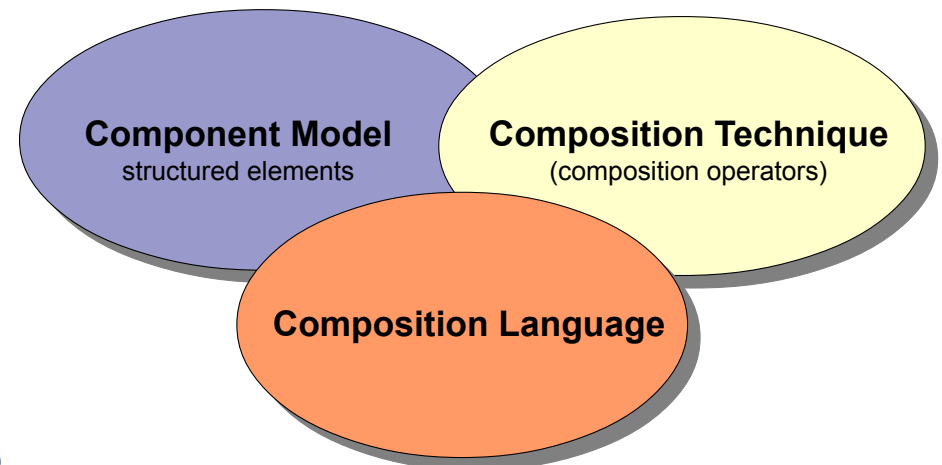 Component Model
structured elements
Composition Technique
(composition operators)
Composition Language